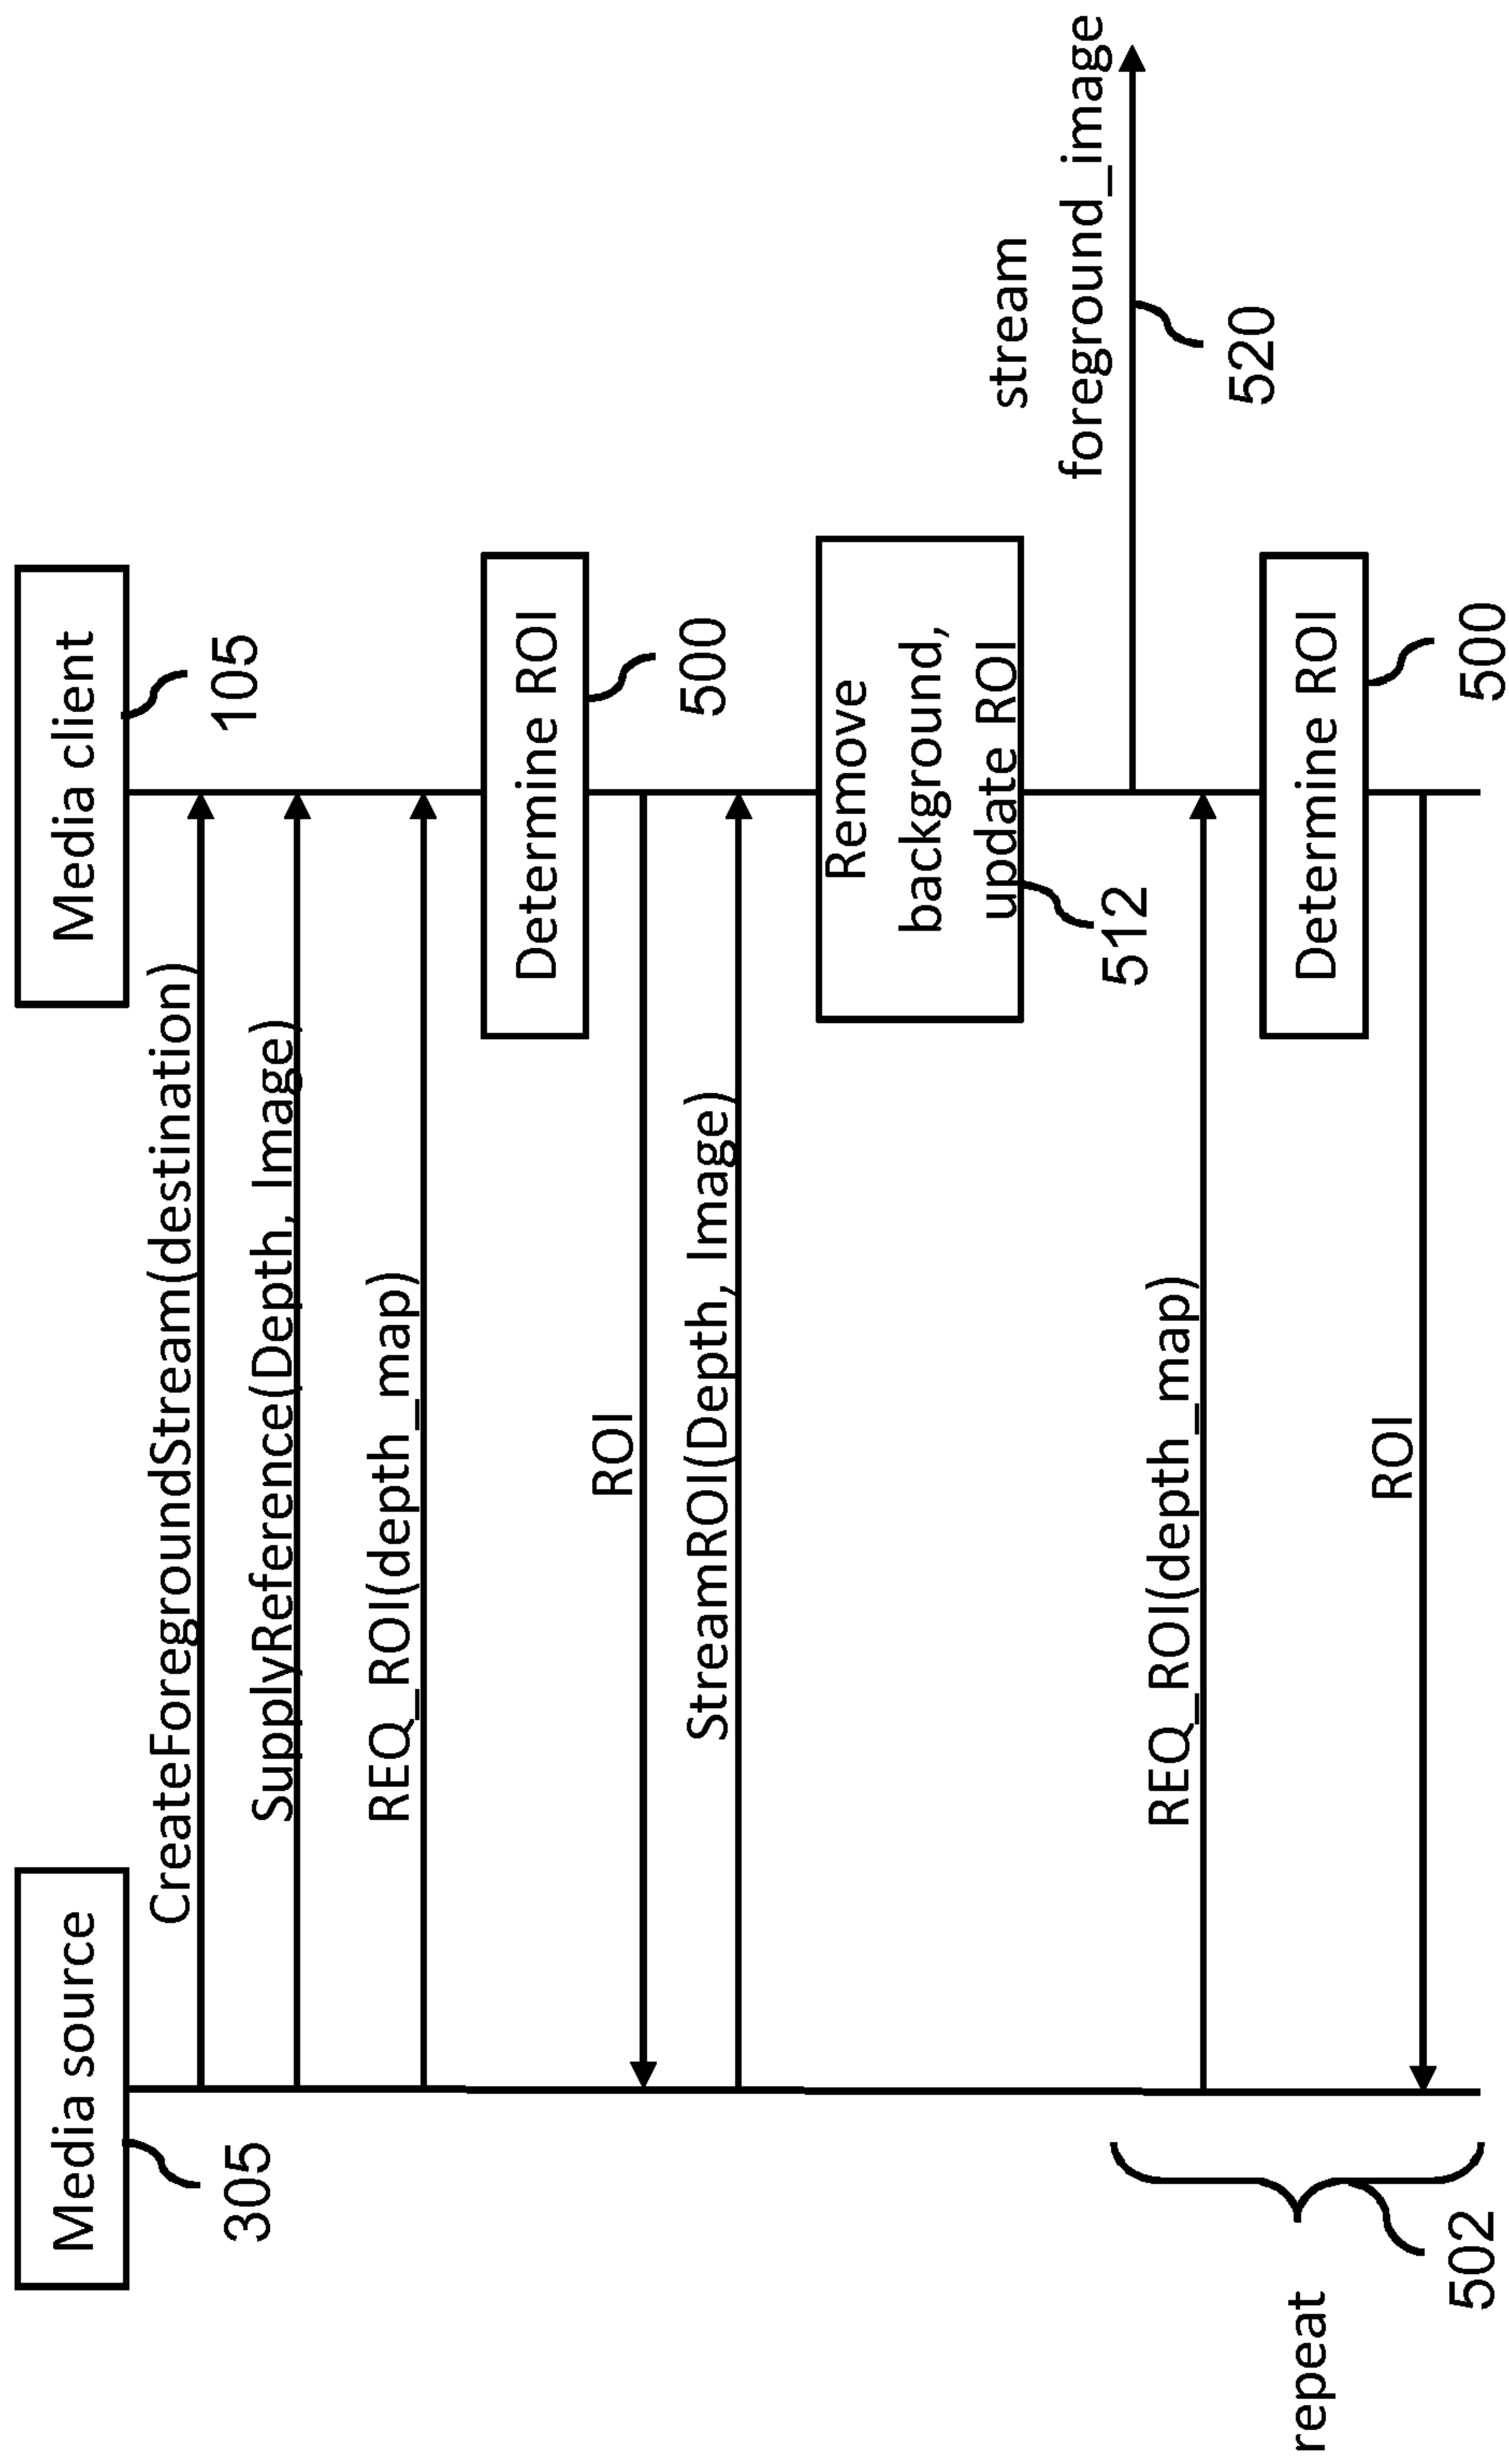 Media source
305
Media client
105
CreateForegroundStream(destination)
SupplyReference(Depth, Image)
REQ_ROI(depth_map)
Determine ROI
500
ROI
StreamROI(Depth, Image)
Remove
background,
update ROI
512
stream
foreground_image
520
REQ_ROI(depth_map)
Determine ROI
500
ROI
repeat
502